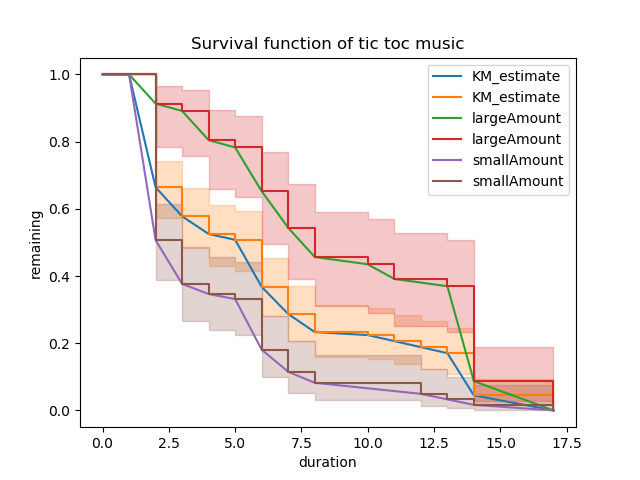 Survival function of tic toc music
1.0
0.8
0.6
0.4
0.2
0.0
remaining
KM_estimate
KM_estimate
largeAmount
largeAmount
smallAmount
smallAmount
0.0 2.5 5.0 7.5 10.0 12.5 15.0 17.5
duration